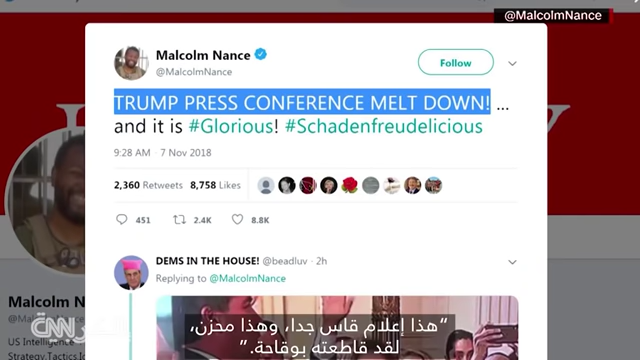 @MalcolmNance
Malcolm Nance
@MalcolmNance
Follow
TRUMP PRESS CONFERENCE MELT DOWN! ...
and it is #Glorious! #Schadenfreudelicious
9:28 AM - 7 Nov 2018
2,360 Retweets 8,758 Likes
451 2.4K 8.8K
DEMS IN THE HOUSE! @beadluv · 2h
Replying to @MalcolmNance
"هذا إعلام قاس جدا، وهذا محزن،
لقد قاطعته بوقاحة."
Malcolm Nance
CNN
US Intelligence